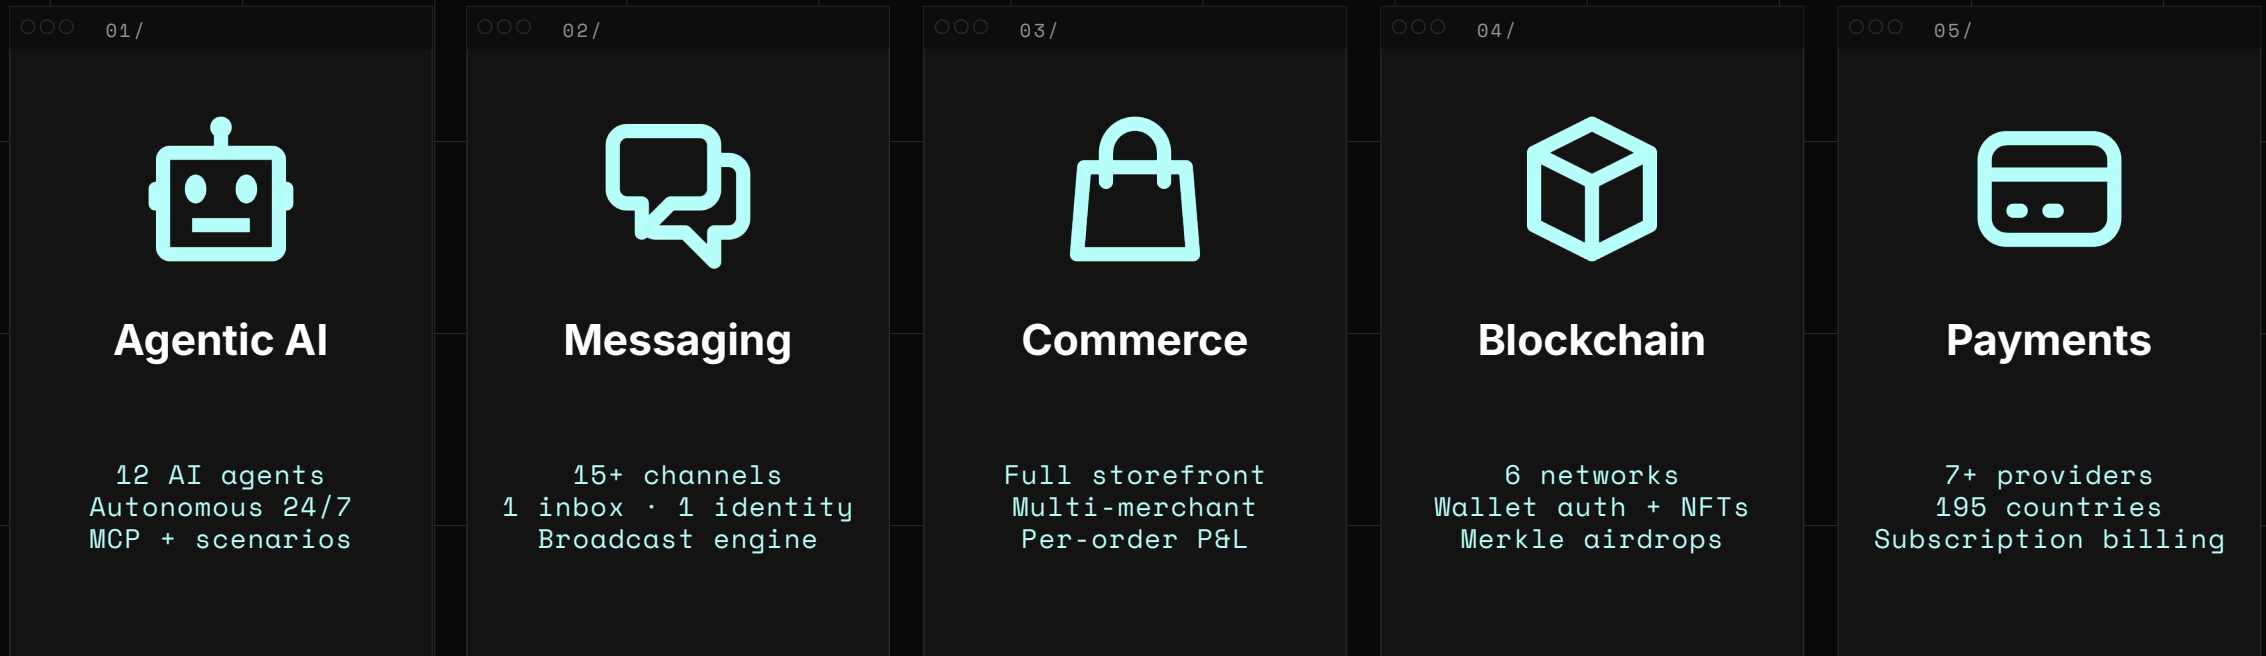 01/
Agentic AI
12 AI agents
Autonomous 24/7
MCP + scenarios
02/
Messaging
15+ channels
1 inbox · 1 identity
Broadcast engine
03/
Commerce
Full storefront
Multi-merchant
Per-order P&L
04/
Blockchain
6 networks
Wallet auth + NFTs
Merkle airdrops
05/
Payments
7+ providers
195 countries
Subscription billing